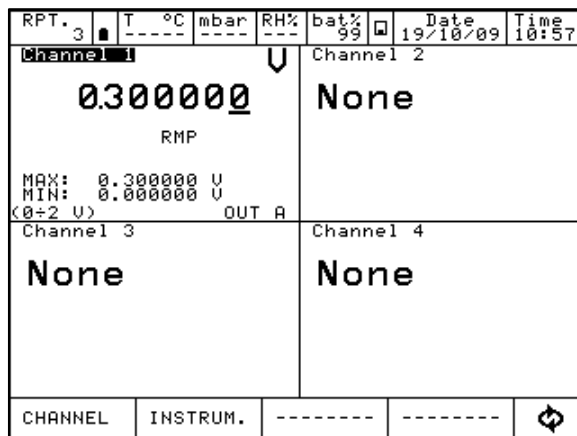 RPT. 3
T °C -----
mbar ----
RH% ---
bat% 99
Date 19/10/09
Time 10:57
Channel 1
V
0.300000
RMP
MAX: 0.300000 V
MIN: 0.000000 V
(0÷2 V) OUT A
Channel 2
None
Channel 3
None
Channel 4
None
CHANNEL INSTRUM. -------- --------